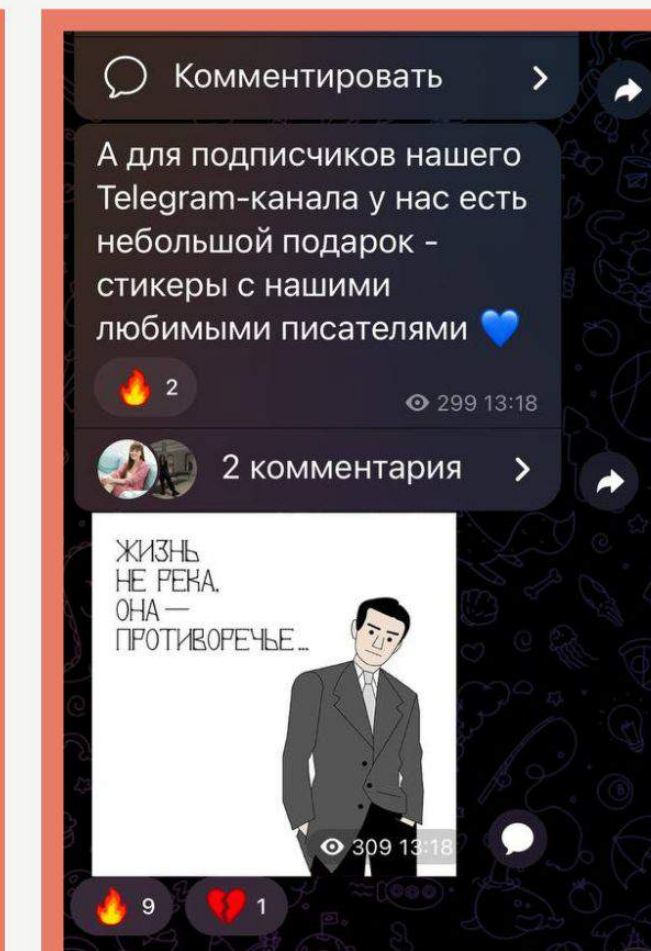 Комментировать
А для подписчиков нашего
Telegram-канала у нас есть
небольшой подарок -
стикеры с нашими
любимыми писателями 💙
🔥 2
299 13:18
2 комментария
ЖИЗНЬ
НЕ РЕКА,
ОНА —
ПРОТИВОРЕЧЬЕ...
309 13:18
🔥 9 💔 1